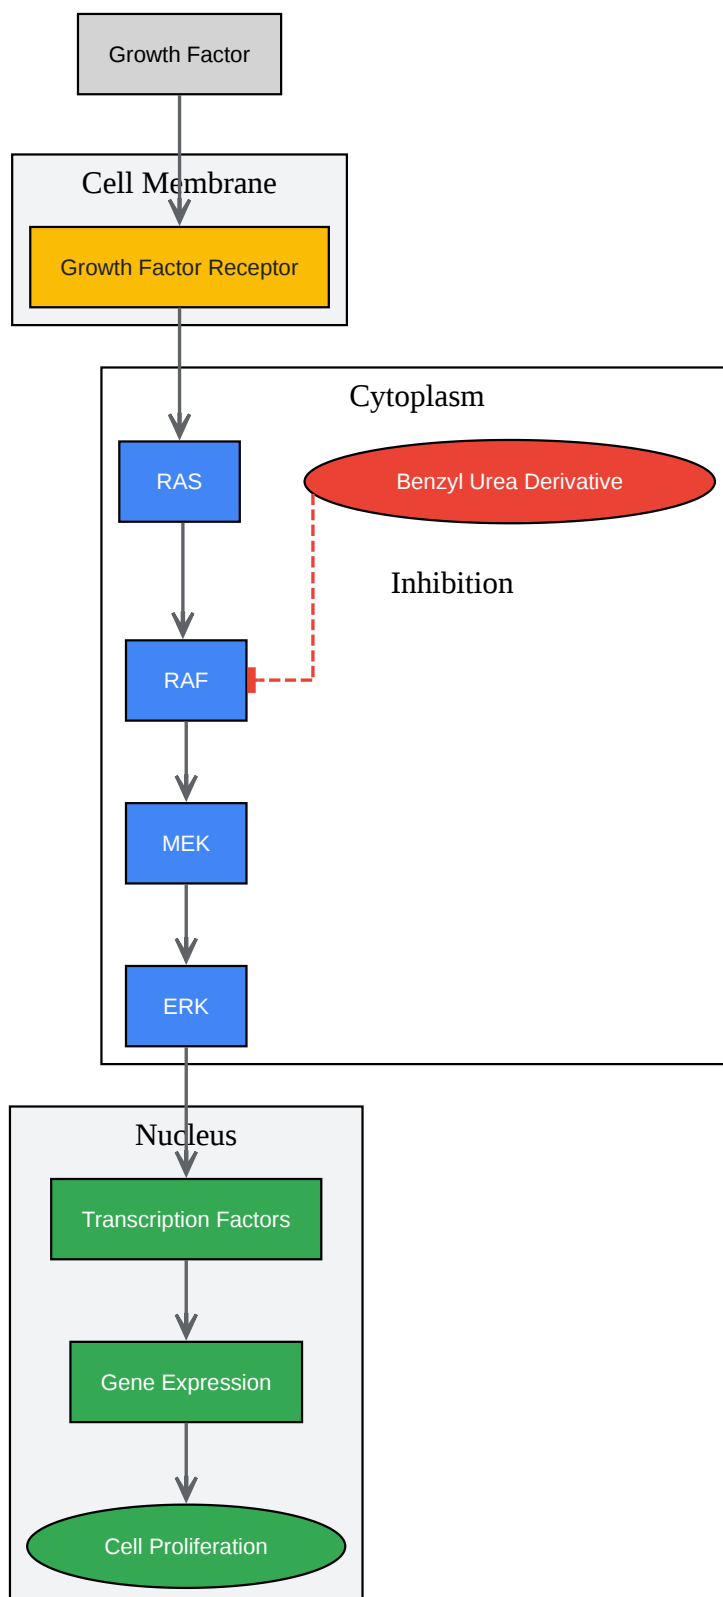 Growth Factor
Cell Membrane
Growth Factor Receptor
Cytoplasm
RAS
Benzyl Urea Derivative
Inhibition
RAF
MEK
ERK
Nucleus
Transcription Factors
Gene Expression
Cell Proliferation